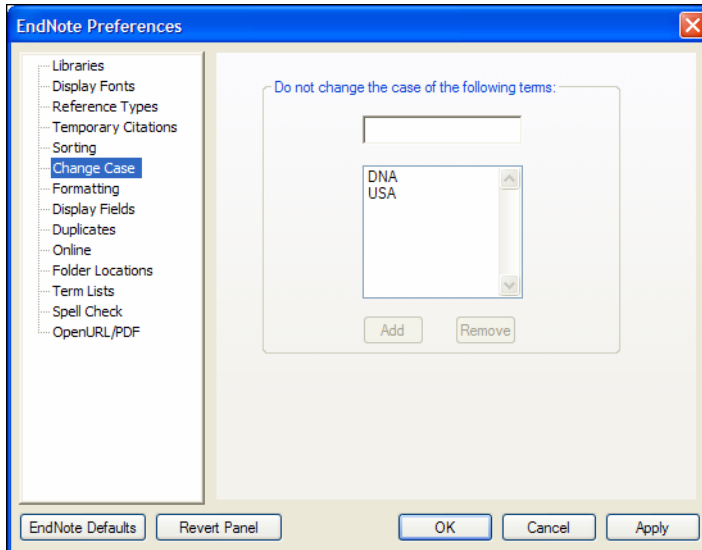 EndNote Preferences
Libraries
Display Fonts
Reference Types
Temporary Citations
Sorting
Change Case
Formatting
Display Fields
Duplicates
Online
Folder Locations
Term Lists
Spell Check
OpenURL/PDF
Do not change the case of the following terms:
DNA
USA
Add Remove
EndNote Defaults Revert Panel OK Cancel Apply